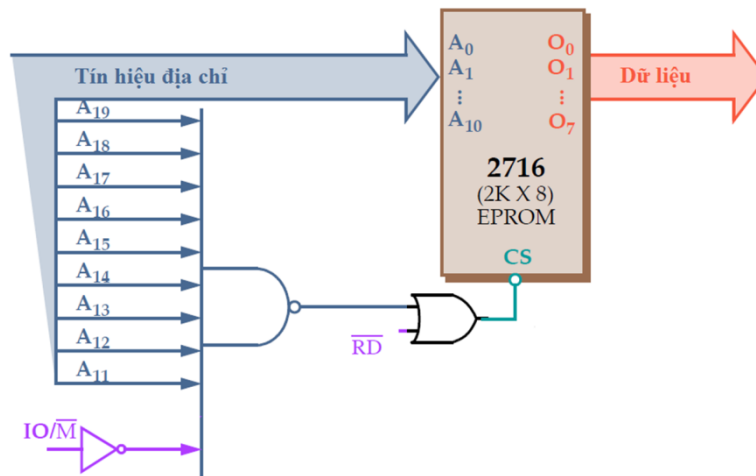 Tín hiệu địa chỉ
A₀ O₀
A₁ O₁
⋮ ⋮
A₁₀ O₇
Dữ liệu
2716
(2K X 8)
EPROM
CS
A₁₉
A₁₈
A₁₇
A₁₆
A₁₅
A₁₄
A₁₃
A₁₂
A₁₁
R̅D̅
IO/M̅